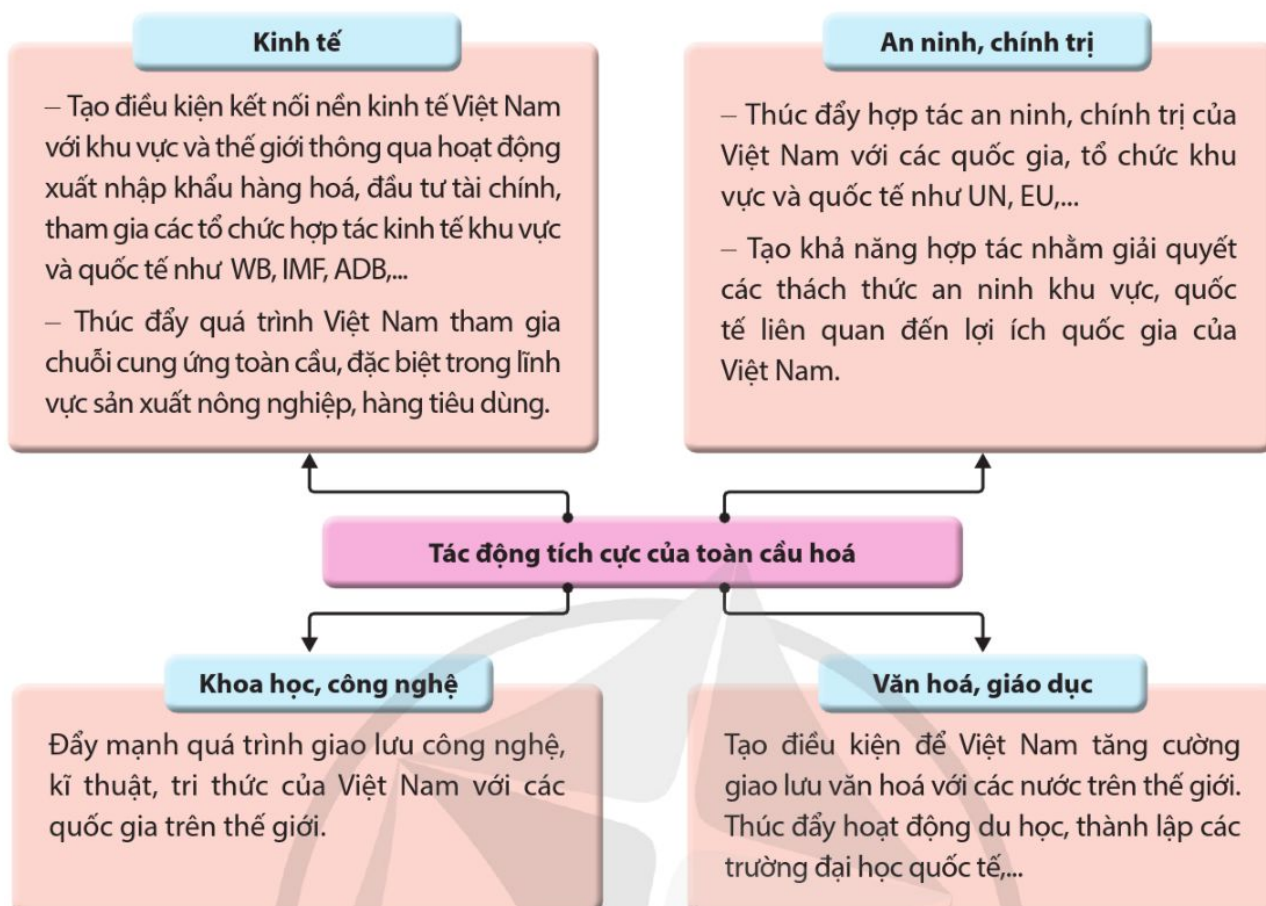 Kinh tế
– Tạo điều kiện kết nối nền kinh tế Việt Nam
với khu vực và thế giới thông qua hoạt động
xuất nhập khẩu hàng hoá, đầu tư tài chính,
tham gia các tổ chức hợp tác kinh tế khu vực
và quốc tế như WB, IMF, ADB,...
– Thúc đẩy quá trình Việt Nam tham gia
chuỗi cung ứng toàn cầu, đặc biệt trong lĩnh
vực sản xuất nông nghiệp, hàng tiêu dùng.
An ninh, chính trị
– Thúc đẩy hợp tác an ninh, chính trị của
Việt Nam với các quốc gia, tổ chức khu
vực và quốc tế như UN, EU,...
– Tạo khả năng hợp tác nhằm giải quyết
các thách thức an ninh khu vực, quốc
tế liên quan đến lợi ích quốc gia của
Việt Nam.
Tác động tích cực của toàn cầu hoá
Khoa học, công nghệ
Đẩy mạnh quá trình giao lưu công nghệ,
kĩ thuật, tri thức của Việt Nam với các
quốc gia trên thế giới.
Văn hoá, giáo dục
Tạo điều kiện để Việt Nam tăng cường
giao lưu văn hoá với các nước trên thế giới.
Thúc đẩy hoạt động du học, thành lập các
trường đại học quốc tế,...